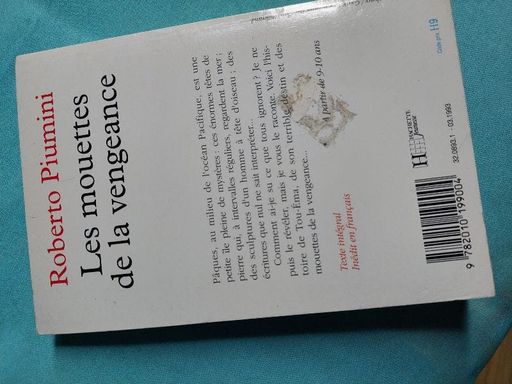 Roberto Piumini
Les mouettes
de la vengeance
Pâques, au milieu de l'océan Pacifique, est une
petite île pleine de mystères : ces énormes têtes de
pierre qui, à intervalles réguliers, regardent la mer ;
des sculptures d'un homme à tête d'oiseau ; des
écritures que nul ne sait interpréter...
Comment ai-je su ce que tous ignorent ? Je ne
puis le révéler, mais je vous le raconte. Voici l'his-
toire de Tou-Ema, de son terrible destin et des
mouettes de la vengeance...
Texte intégral
Inédit en français
A partir de 9-10 ans
HACHETTE
Jeunesse
32.0993.1 - 03.1993
9 782010 199004
Code prix H9